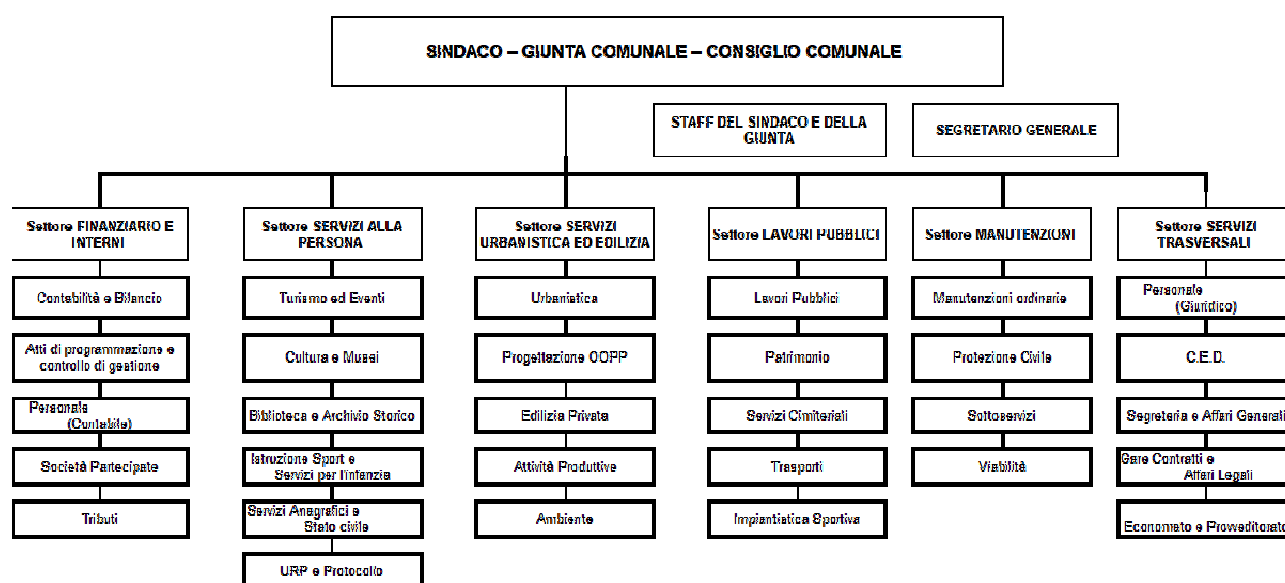 SINDACO – GIUNTA COMUNALE – CONSIGLIO COMUNALE
STAFF DEL SINDACO E DELLA
GIUNTA
SEGRETARIO GENERALE
Settore FINANZIARIO E
INTERNI
Contabilità e Bilancio
Atti di programmazione e
controllo di gestione
Personale
(Contabile)
Società Partecipate
Tributi
Settore SERVIZI ALLA
PERSONA
Turismo ed Eventi
Cultura e Musei
Biblioteca e Archivio Storico
Istruzione Sport e
Servizi per l'infanzia
Servizi Anagrafici e
Stato civile
URP e Protocollo
Settore SERVIZI
URBANISTICA ED EDILIZIA
Urbanistica
Progettazione OOPP
Edilizia Privata
Attività Produttive
Ambiente
Settore LAVORI PUBBLICI
Lavori Pubblici
Patrimonio
Servizi Cimiteriali
Trasporti
Impiantistica Sportiva
Settore MANUTENZIONI
Manutenzioni ordinarie
Protezione Civile
Sottoservizi
Viabilità
Settore SERVIZI
TRASVERSALI
Personale
(Giuridico)
C.E.D.
Segreteria e Affari Generali
Gare Contratti e
Affari Legali
Economato e Provveditorato